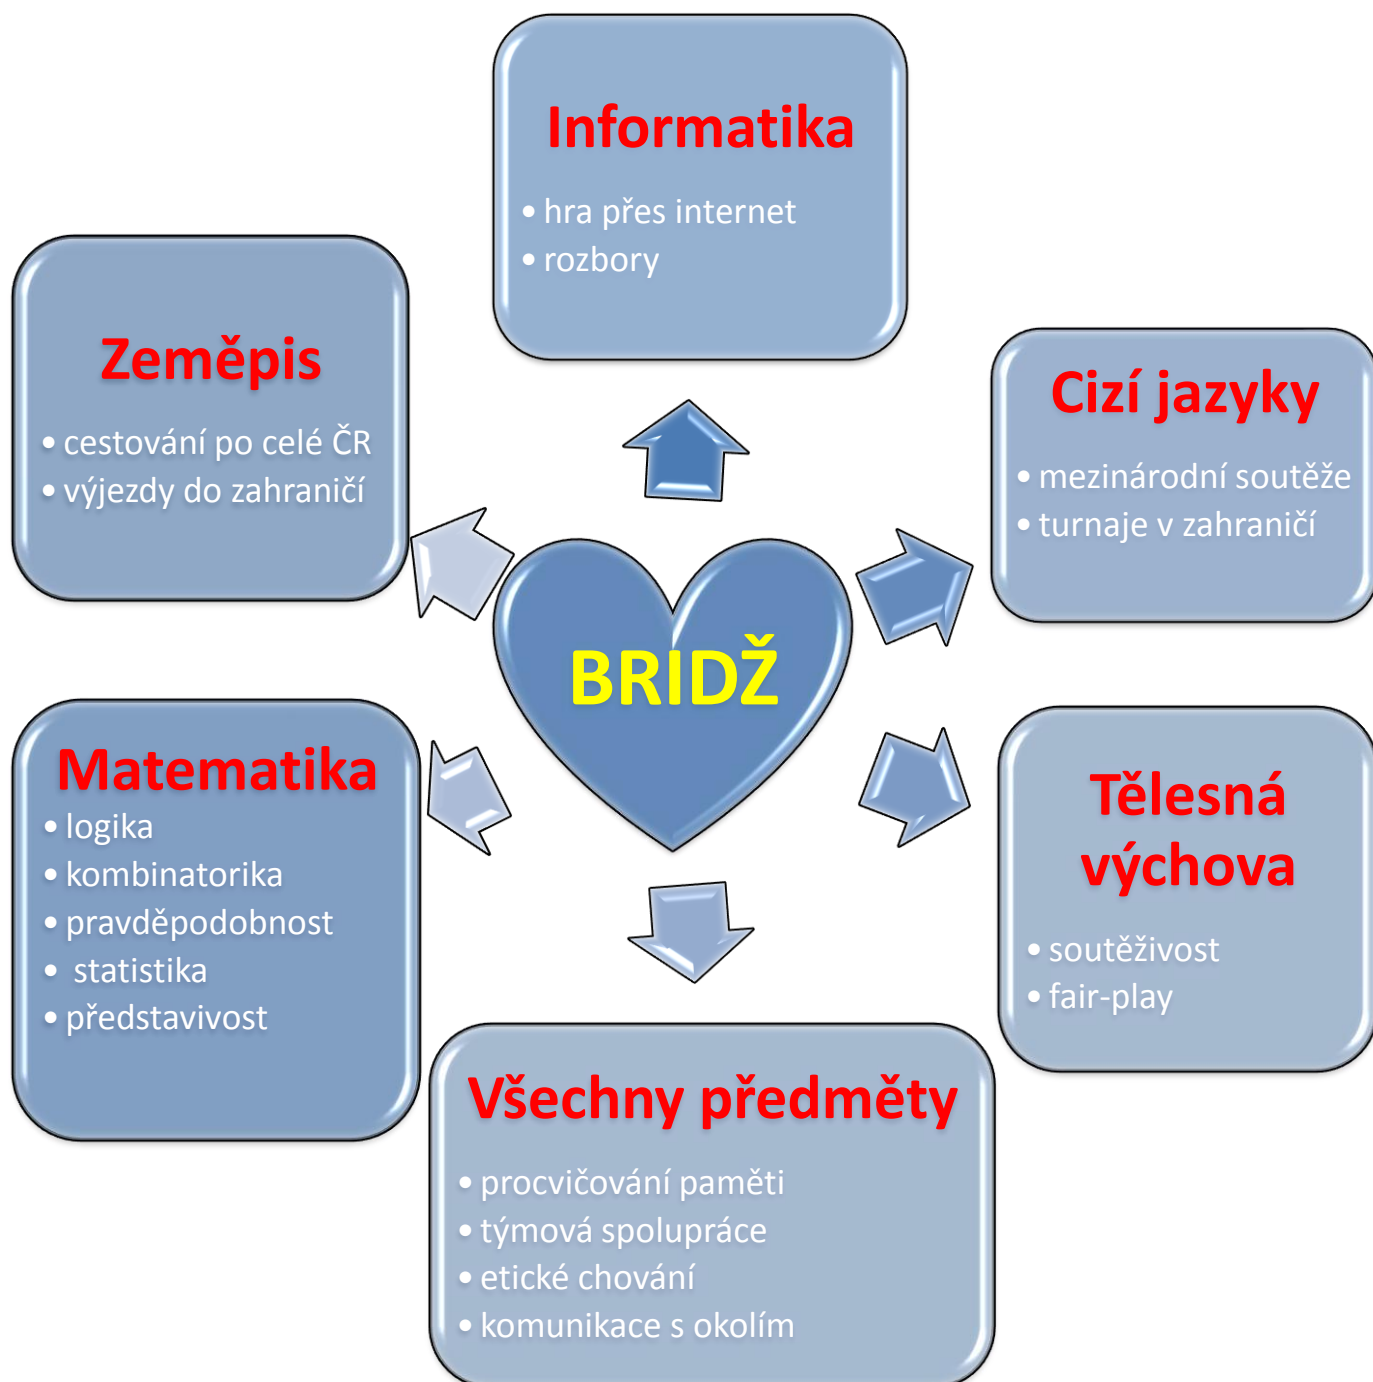 Informatika
• hra přes internet
• rozbory
Zeměpis
• cestování po celé ČR
• výjezdy do zahraničí
Cizí jazyky
• mezinárodní soutěže
• turnaje v zahraničí
BRIDŽ
Matematika
• logika
• kombinatorika
• pravděpodobnost
• statistika
• představivost
Tělesná
výchova
• soutěživost
• fair-play
Všechny předměty
• procvičování paměti
• týmová spolupráce
• etické chování
• komunikace s okolím